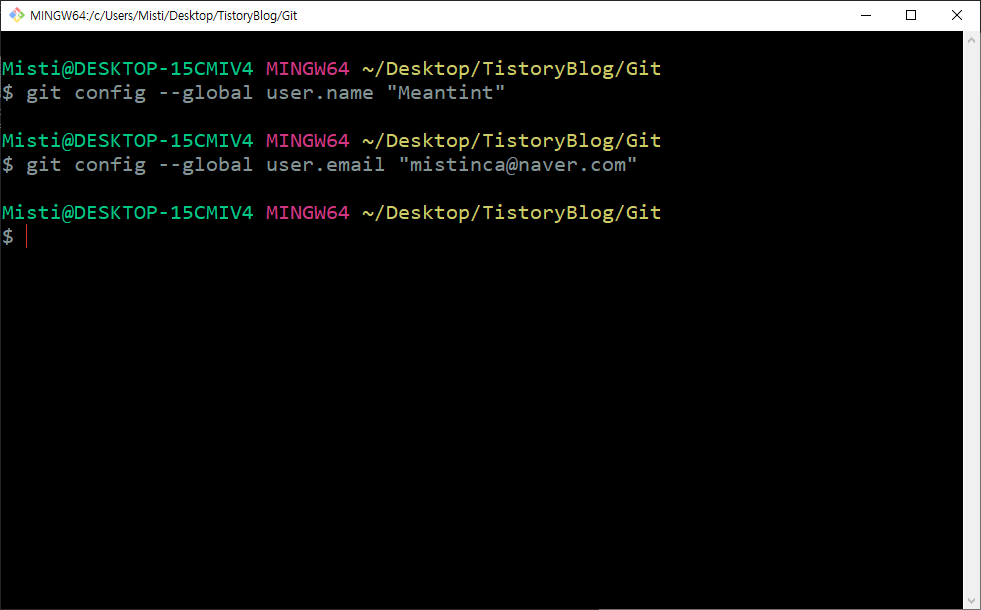 MINGW64:/c/Users/Misti/Desktop/TistoryBlog/Git
Misti@DESKTOP-15CMIV4 MINGW64 ~/Desktop/TistoryBlog/Git
$ git config --global user.name "Meantint"
Misti@DESKTOP-15CMIV4 MINGW64 ~/Desktop/TistoryBlog/Git
$ git config --global user.email "mistinca@naver.com"
Misti@DESKTOP-15CMIV4 MINGW64 ~/Desktop/TistoryBlog/Git
$